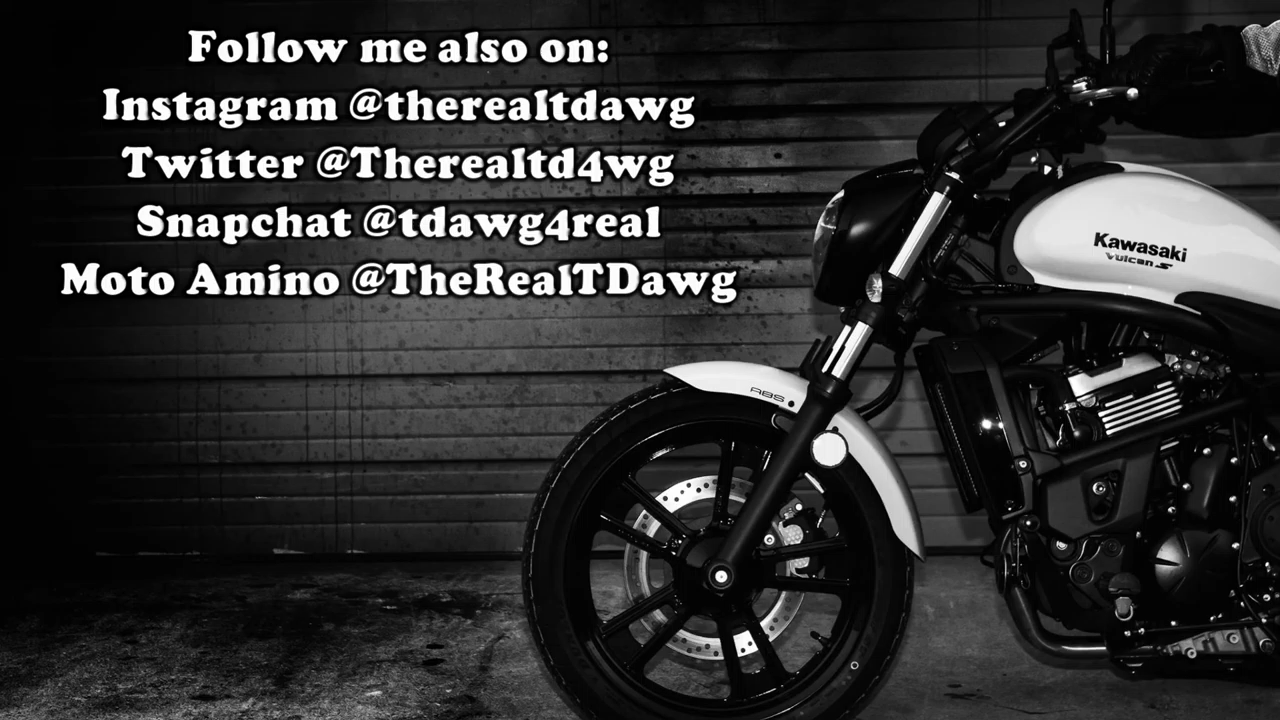 Follow me also on:
Instagram @therealtdawg
Twitter @Therealtd4wg
Snapchat @tdawg4real
Moto Amino @TheRealTDawg
Kawasaki
Vulcan S
ABS